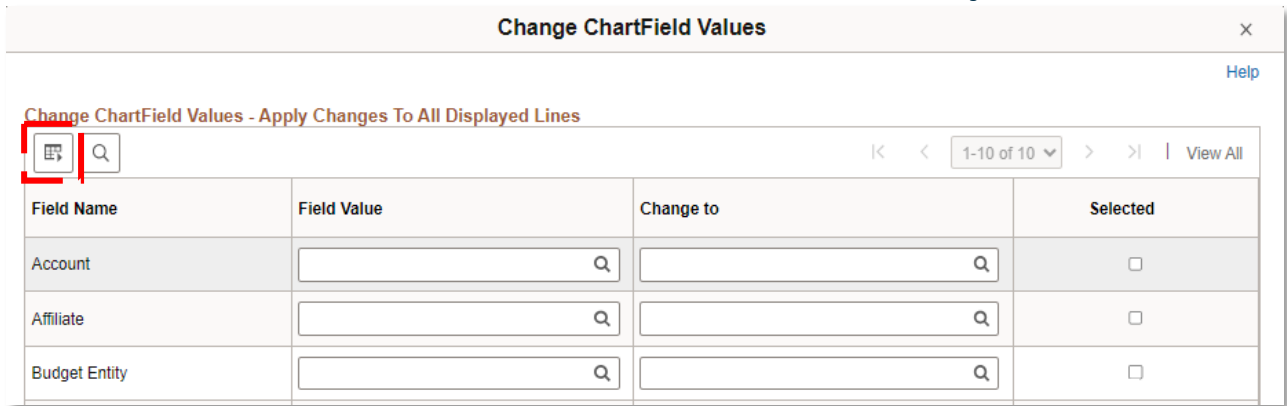 Change ChartField Values
×
Help
Change ChartField Values - Apply Changes To All Displayed Lines
1-10 of 10
| View All
Field Name Field Value Change to Selected
Account
Affiliate
Budget Entity